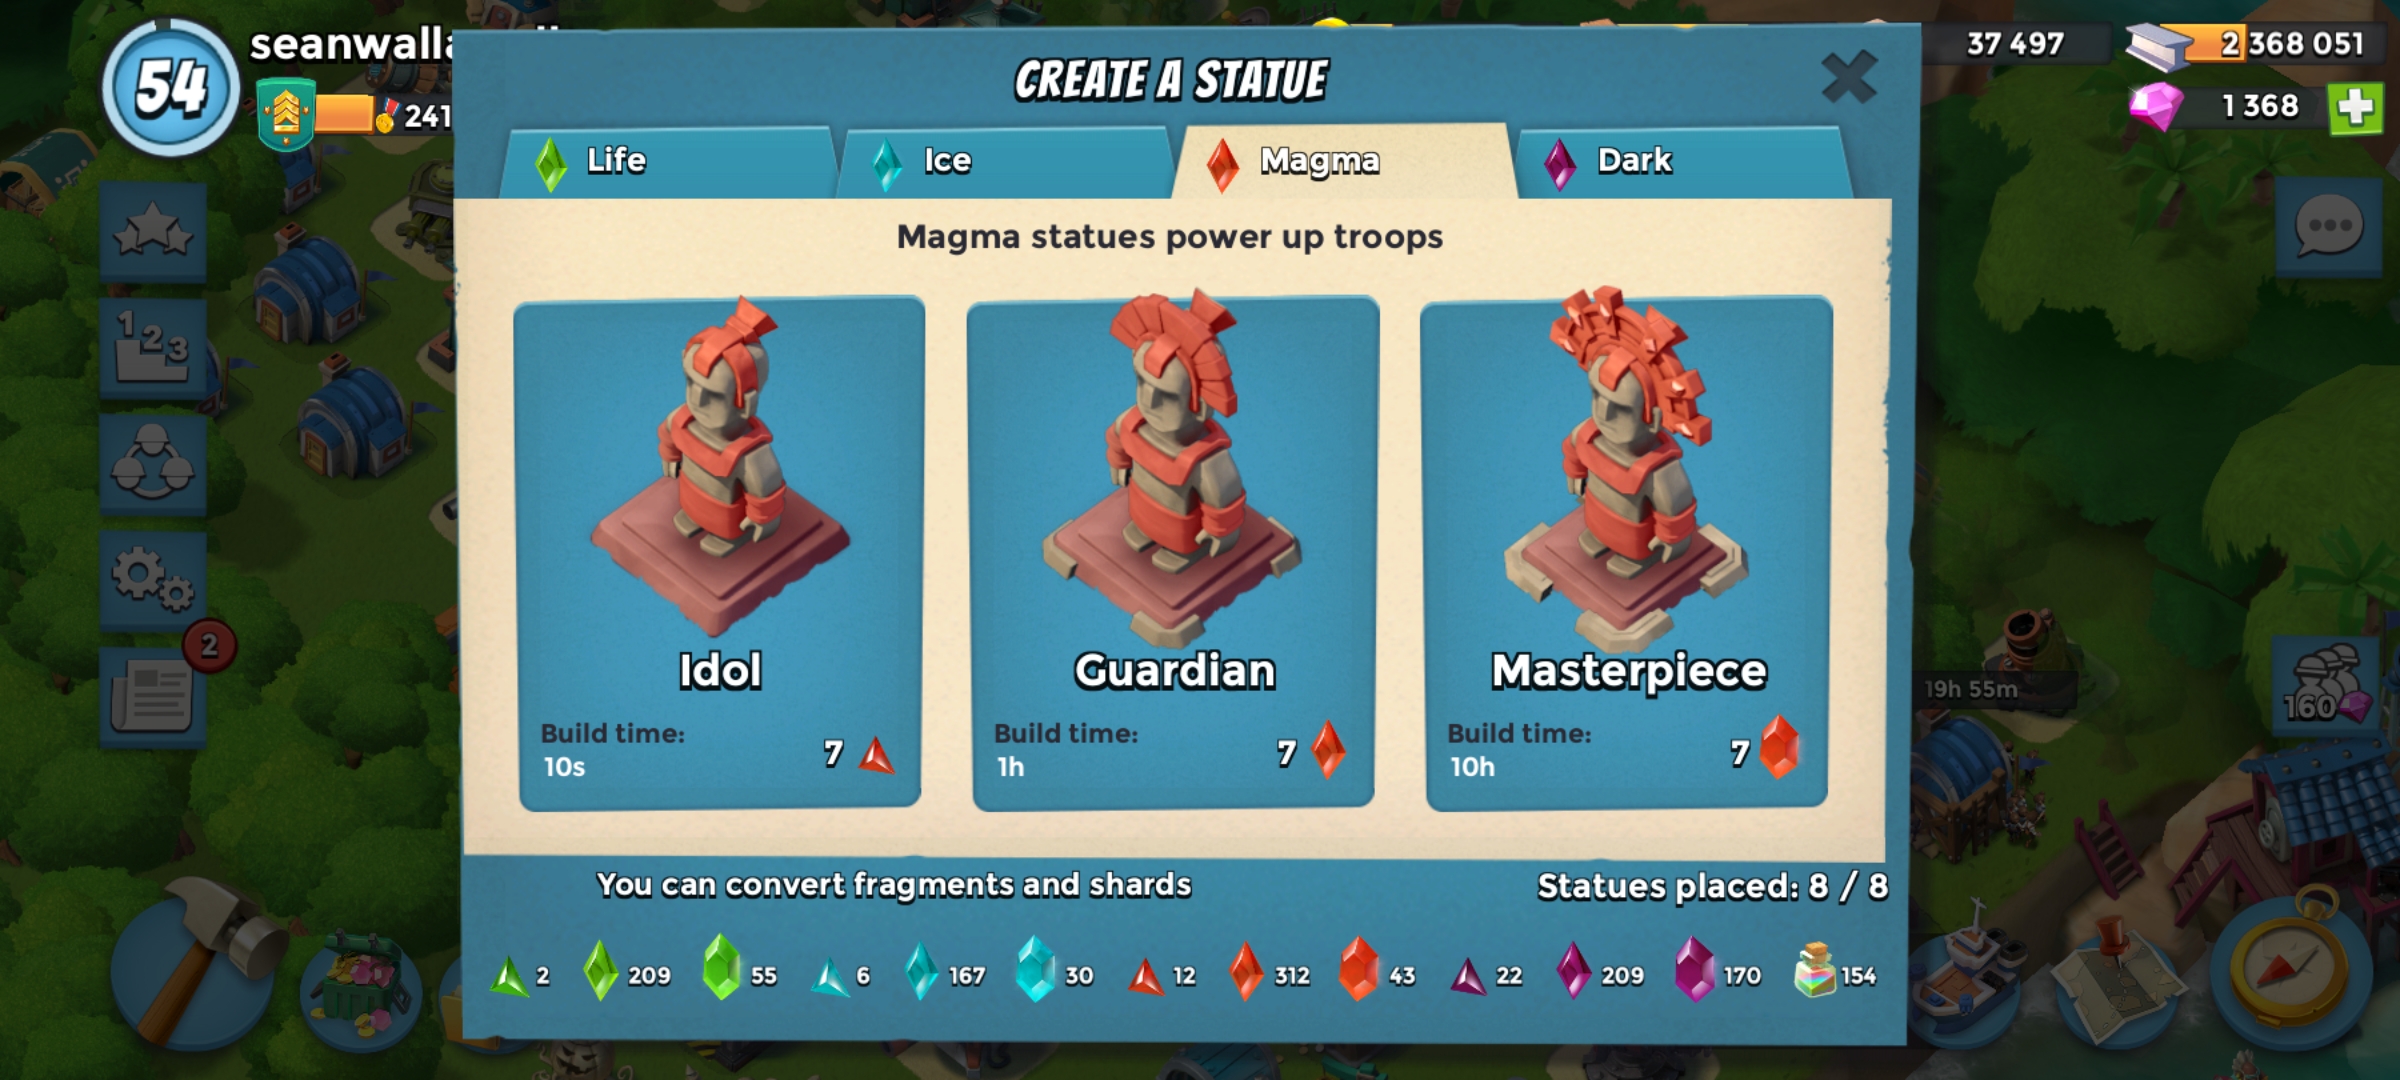 54
241
37 497
2 368 051
1 368
CREATE A STATUE
Life
Ice
Magma
Dark
Magma statues power up troops
123
2
Idol
Build time:
10s
7
Guardian
Build time:
1h
7
Masterpiece
Build time:
10h
7
19h 55m
160
You can convert fragments and shards
Statues placed: 8 / 8
2 209 55 6 167 30 12 312 43 22 209 170 154